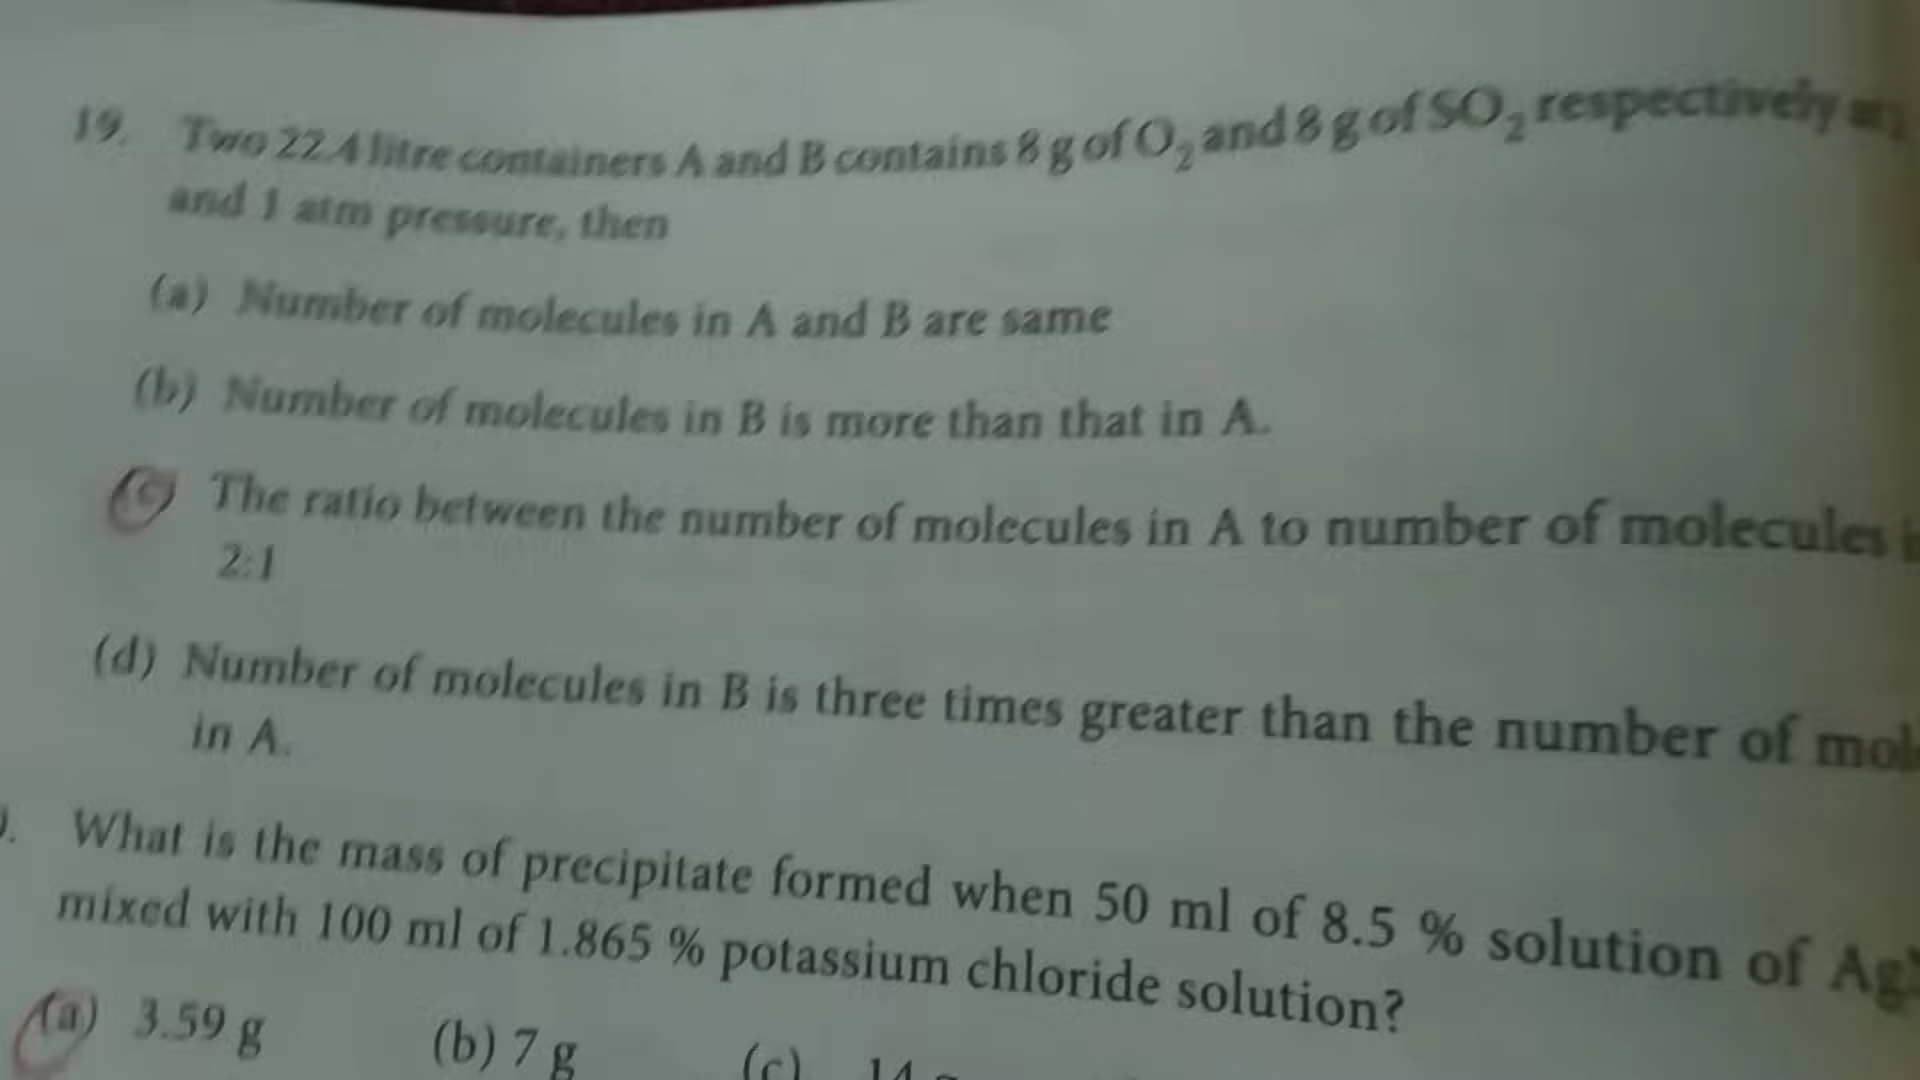 19. Two 22.4 litre containers A and B contains 8 g of O₂ and 8 g of SO₂ respectively
and 1 atm pressure, then
(a) Number of molecules in A and B are same
(b) Number of molecules in B is more than that in A.
(c) The ratio between the number of molecules in A to number of molecules
2:1
(d) Number of molecules in B is three times greater than the number of
in A.
What is the mass of precipitate formed when 50 ml of 8.5 % solution of
mixed with 100 ml of 1.865 % potassium chloride solution?
(a) 3.59 g (b) 7 g (c) 14